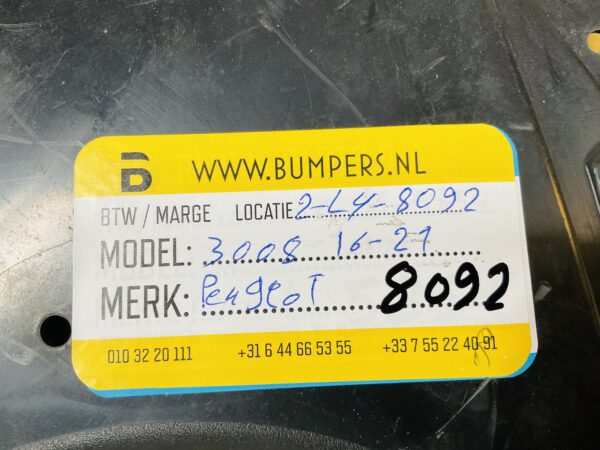 B WWW.BUMPERS.NL
BTW / MARGE LOCATIE 2-L4-8092
MODEL: 3008 16-21
MERK: Peugeot 8092
010 32 20 111 +31 6 44 66 53 55 +33 7 55 22 40 91